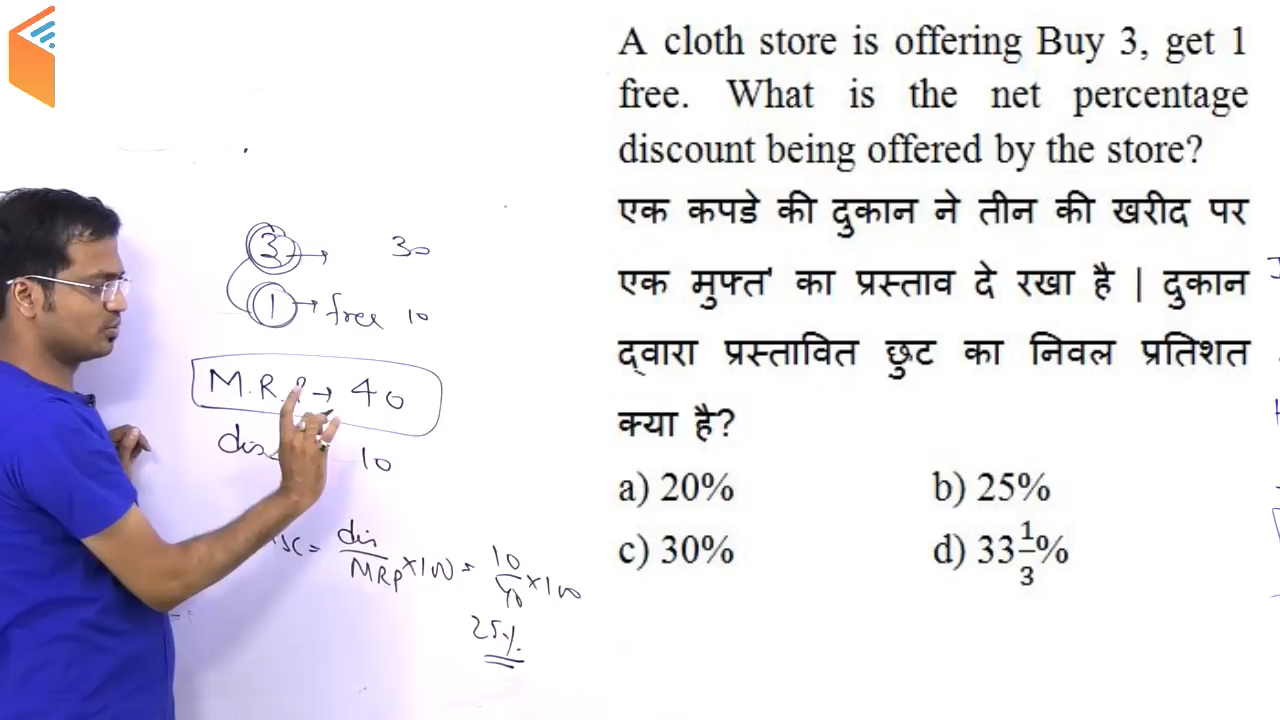 A cloth store is offering Buy 3, get 1
free. What is the net percentage
discount being offered by the store?
एक कपडे की दुकान ने तीन की खरीद पर
एक मुफ्त' का प्रस्ताव दे रखा है | दुकान
द्वारा प्रस्तावित छुट का निवल प्रतिशत
क्या है?
a) 20% b) 25%
c) 30% d) 33 1/3 %
3 → 30
1 → free 10
M.R.P → 40
10
dis/MRP × 100 = 10/40 × 100
25%